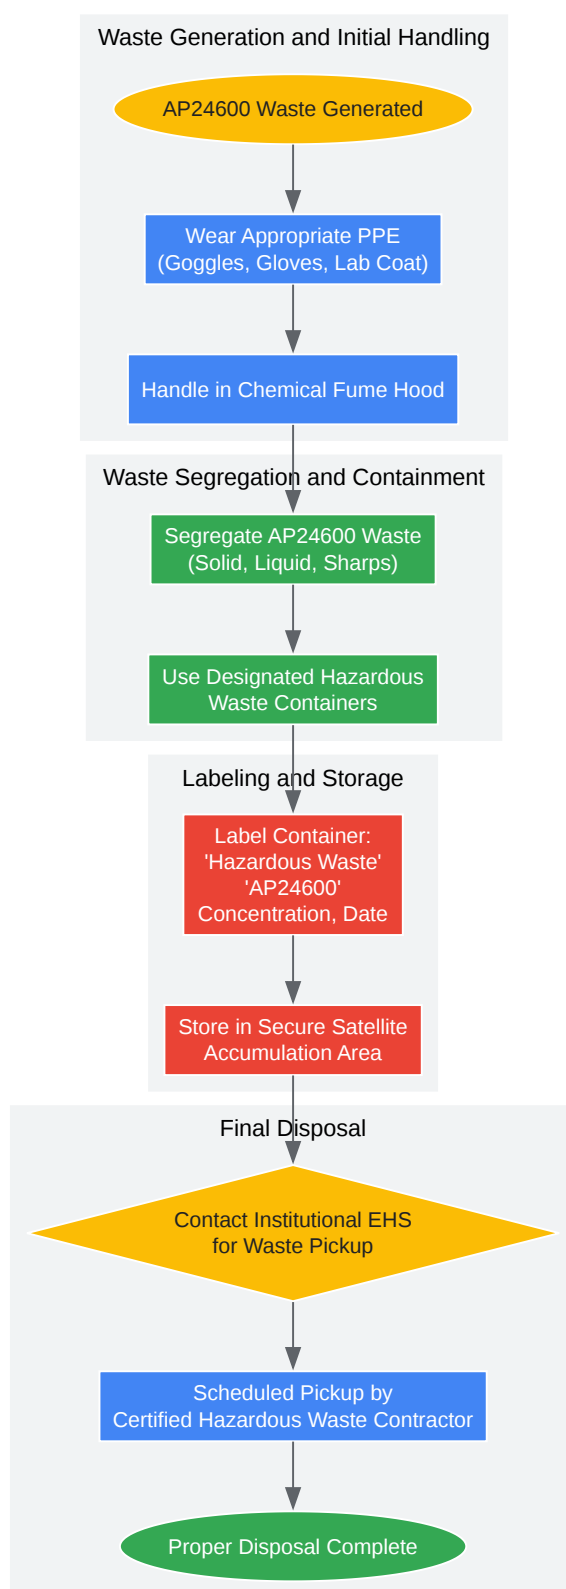 Waste Generation and Initial Handling
AP24600 Waste Generated
Wear Appropriate PPE
(Goggles, Gloves, Lab Coat)
Handle in Chemical Fume Hood
Waste Segregation and Containment
Segregate AP24600 Waste
(Solid, Liquid, Sharps)
Use Designated Hazardous
Waste Containers
Labeling and Storage
Label Container:
'Hazardous Waste'
'AP24600'
Concentration, Date
Store in Secure Satellite
Accumulation Area
Final Disposal
Contact Institutional EHS
for Waste Pickup
Scheduled Pickup by
Certified Hazardous Waste Contractor
Proper Disposal Complete